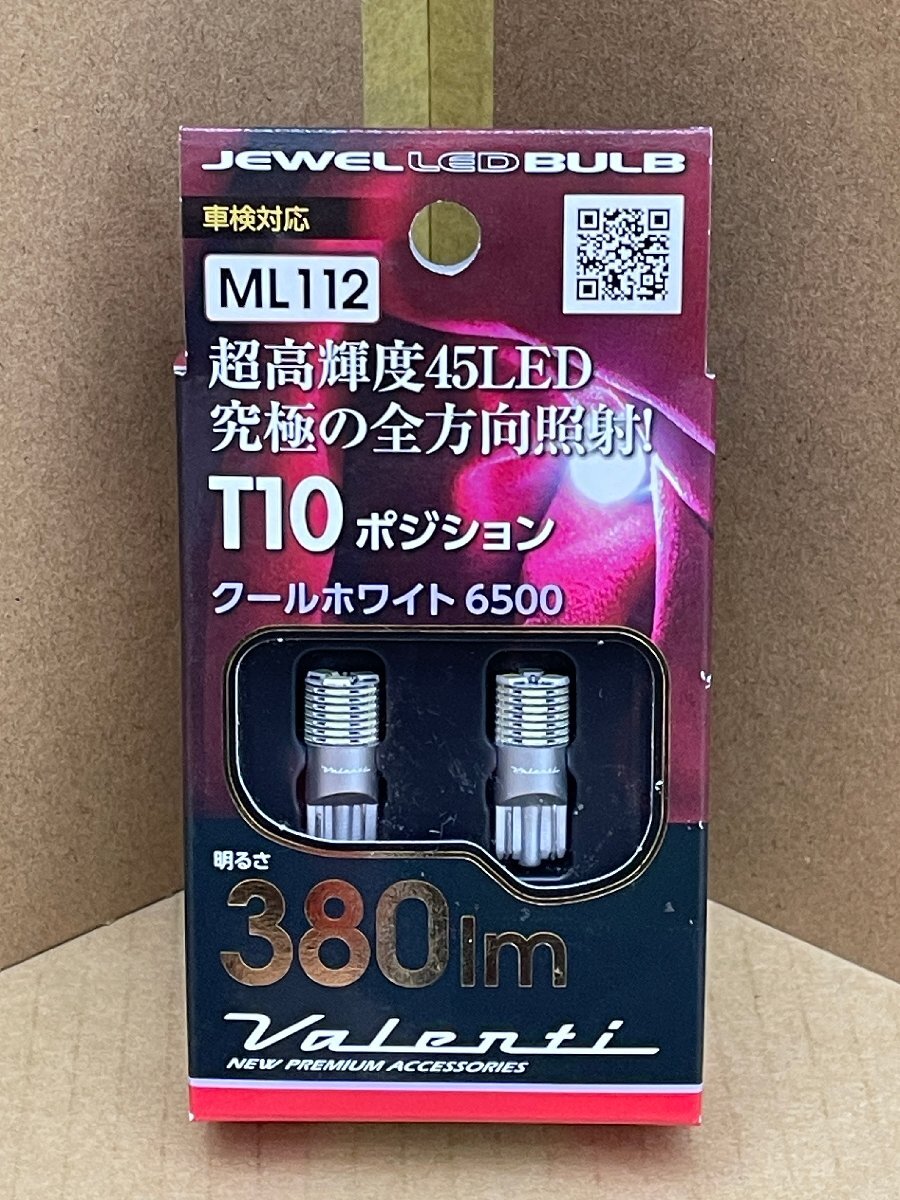 JEWEL LED BULB
車検対応
ML112
超高輝度45LED
究極の全方向照射!
T10 ポジション
クールホワイト 6500
Valenti Valenti
明るさ
380lm
Valenti
NEW PREMIUM ACCESSORIES